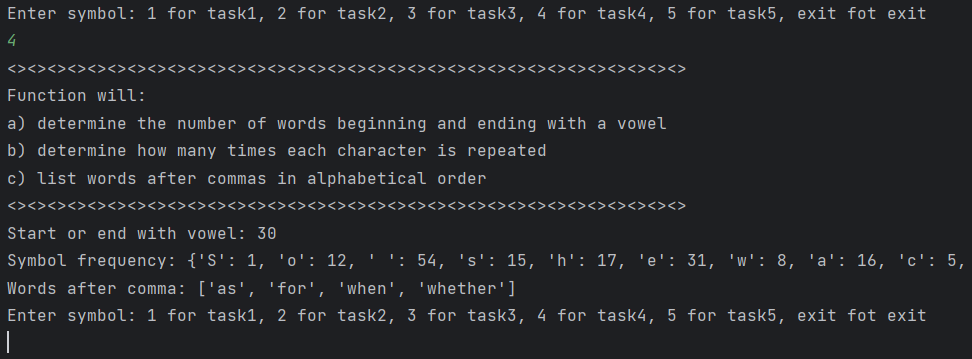 Enter symbol: 1 for task1, 2 for task2, 3 for task3, 4 for task4, 5 for task5, exit fot exit
4
<><><><><><><><><><><><><><><><><><><><><><><><><><><><><><><><><><>
Function will:
a) determine the number of words beginning and ending with a vowel
b) determine how many times each character is repeated
c) list words after commas in alphabetical order
<><><><><><><><><><><><><><><><><><><><><><><><><><><><><><><><><><>
Start or end with vowel: 30
Symbol frequency: {'S': 1, 'o': 12, ' ': 54, 's': 15, 'h': 17, 'e': 31, 'w': 8, 'a': 16, 'c': 5,
Words after comma: ['as', 'for', 'when', 'whether']
Enter symbol: 1 for task1, 2 for task2, 3 for task3, 4 for task4, 5 for task5, exit fot exit